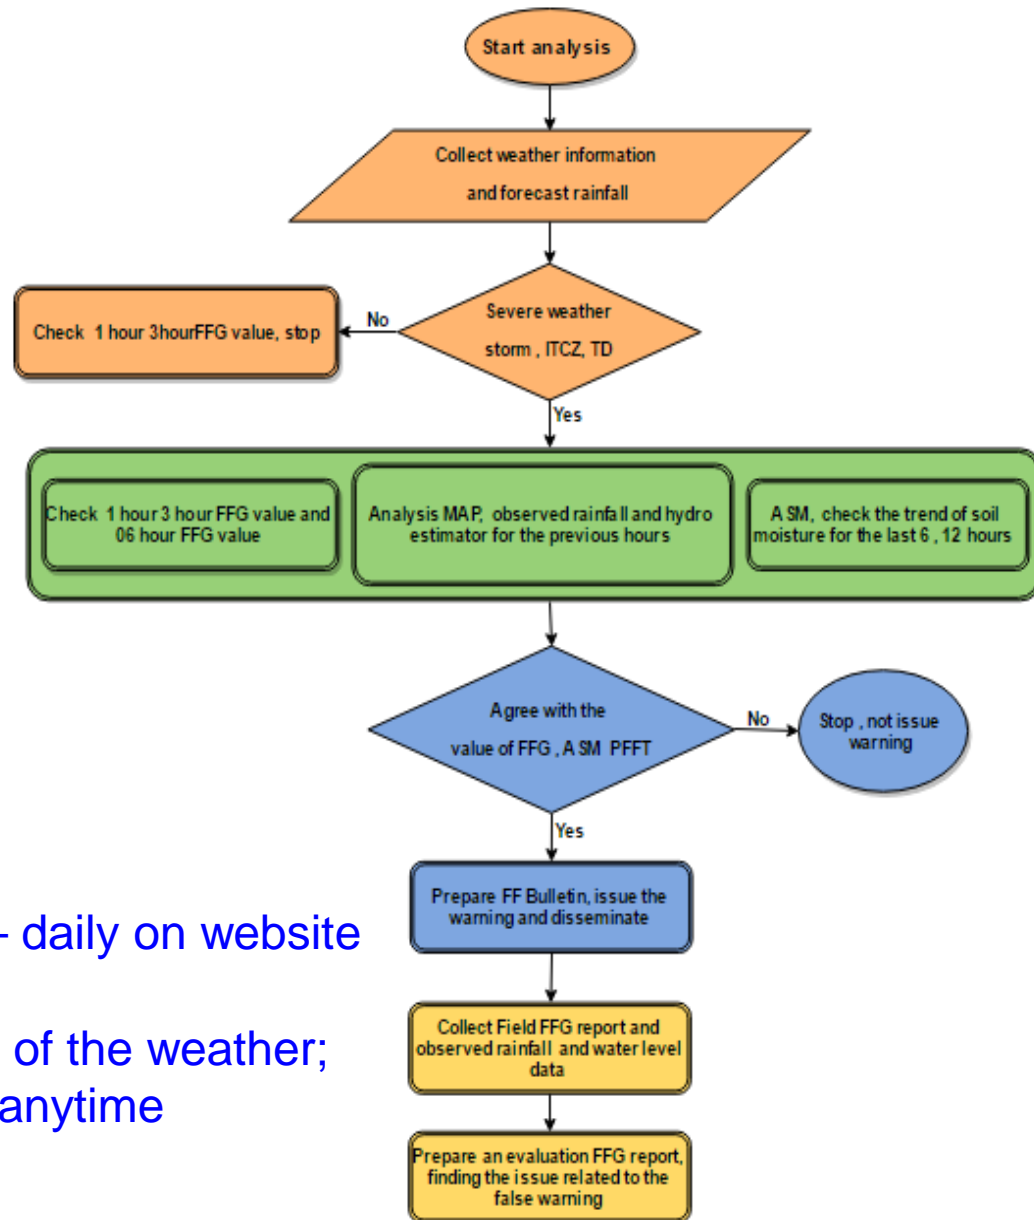 Start analysis
Collect weather information
and forecast rainfall
Severe weather
storm , ITCZ, TD
No
Check 1 hour 3hourFFG value, stop
Yes
Check 1 hour 3 hour FFG value and
06 hour FFG value
Analysis MAP, observed rainfall and hydro
estimator for the previous hours
ASM, check the trend of soil
moisture for the last 6 , 12 hours
Agree with the
value of FFG , ASM PFFT
No
Stop , not issue
warning
Yes
Prepare FF Bulletin, issue the
warning and disseminate
– daily on website
of the weather;
anytime
Collect Field FFG report and
observed rainfall and water level
data
Prepare an evaluation FFG report,
finding the issue related to the
false warning